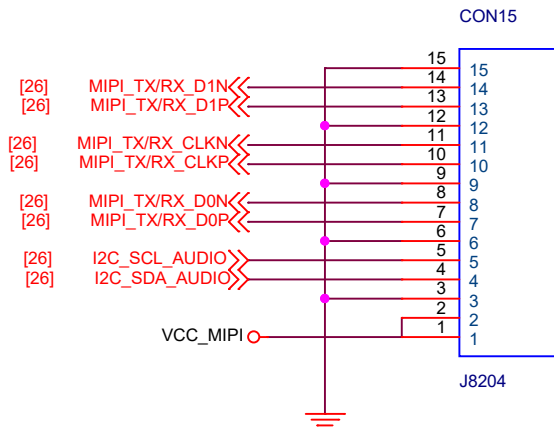 CON15
15 15
[26] MIPI_TX/RX_D1N 14 14
[26] MIPI_TX/RX_D1P 13 13
12 12
[26] MIPI_TX/RX_CLKN 11 11
[26] MIPI_TX/RX_CLKP 10 10
9 9
[26] MIPI_TX/RX_D0N 8 8
[26] MIPI_TX/RX_D0P 7 7
6 6
[26] I2C_SCL_AUDIO 5 5
[26] I2C_SDA_AUDIO 4 4
3 3
2 2
VCC_MIPI 1 1
J8204